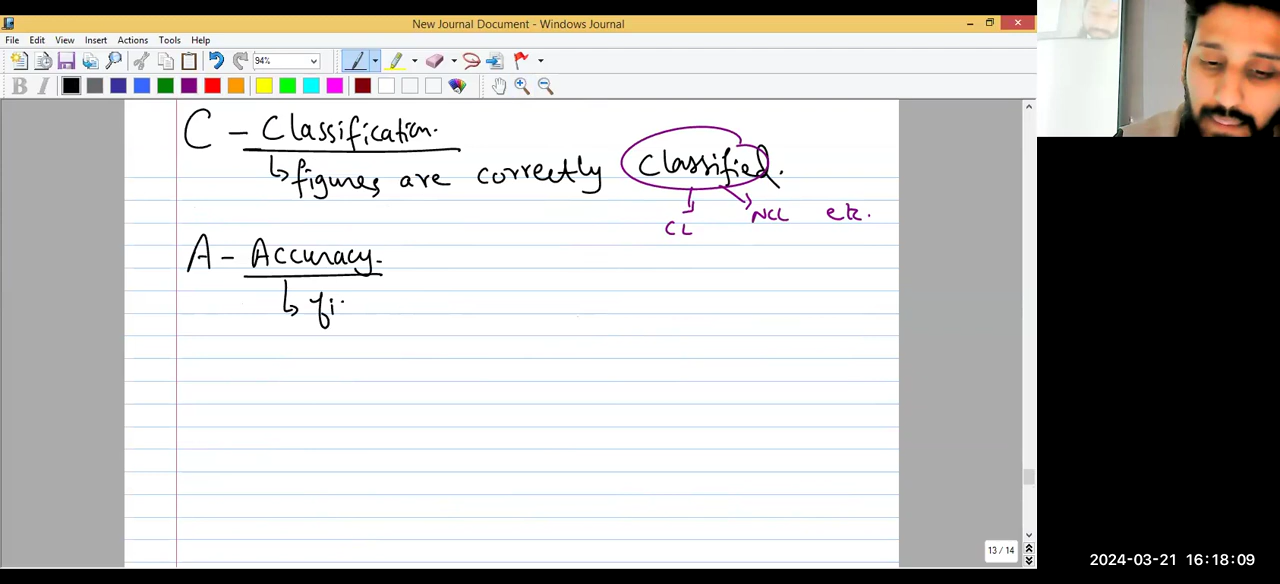 New Journal Document - Windows Journal
File Edit View Insert Actions Tools Help
94%
B I
C - Classification.
↳ figures are correctly Classified.
CL NCL etc.
A - Accuracy.
↳ fi
13 / 14
2024-03-21 16:18:09